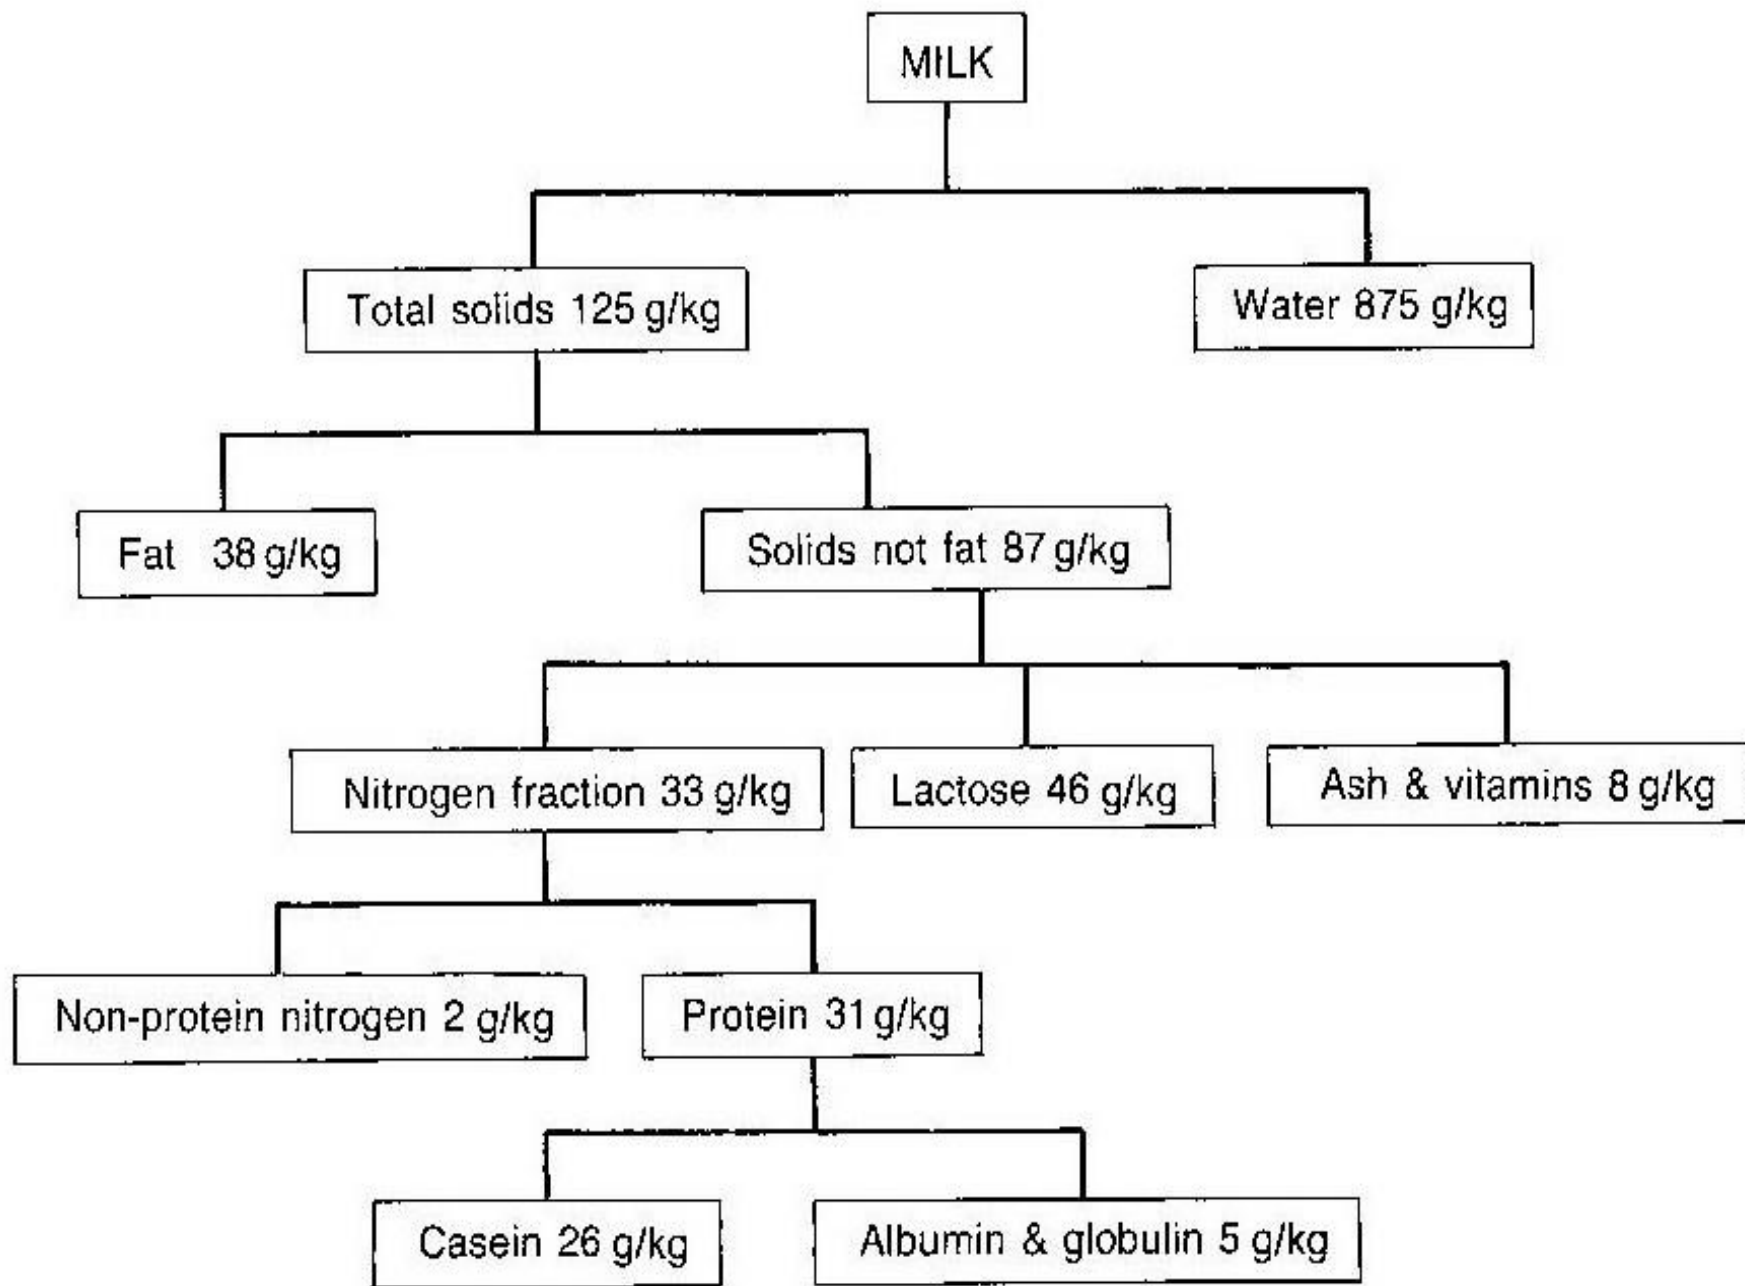 MILK
Total solids 125 g/kg
Water 875 g/kg
Fat 38 g/kg
Solids not fat 87 g/kg
Nitrogen fraction 33 g/kg
Lactose 46 g/kg
Ash & vitamins 8 g/kg
Non-protein nitrogen 2 g/kg
Protein 31 g/kg
Casein 26 g/kg
Albumin & globulin 5 g/kg